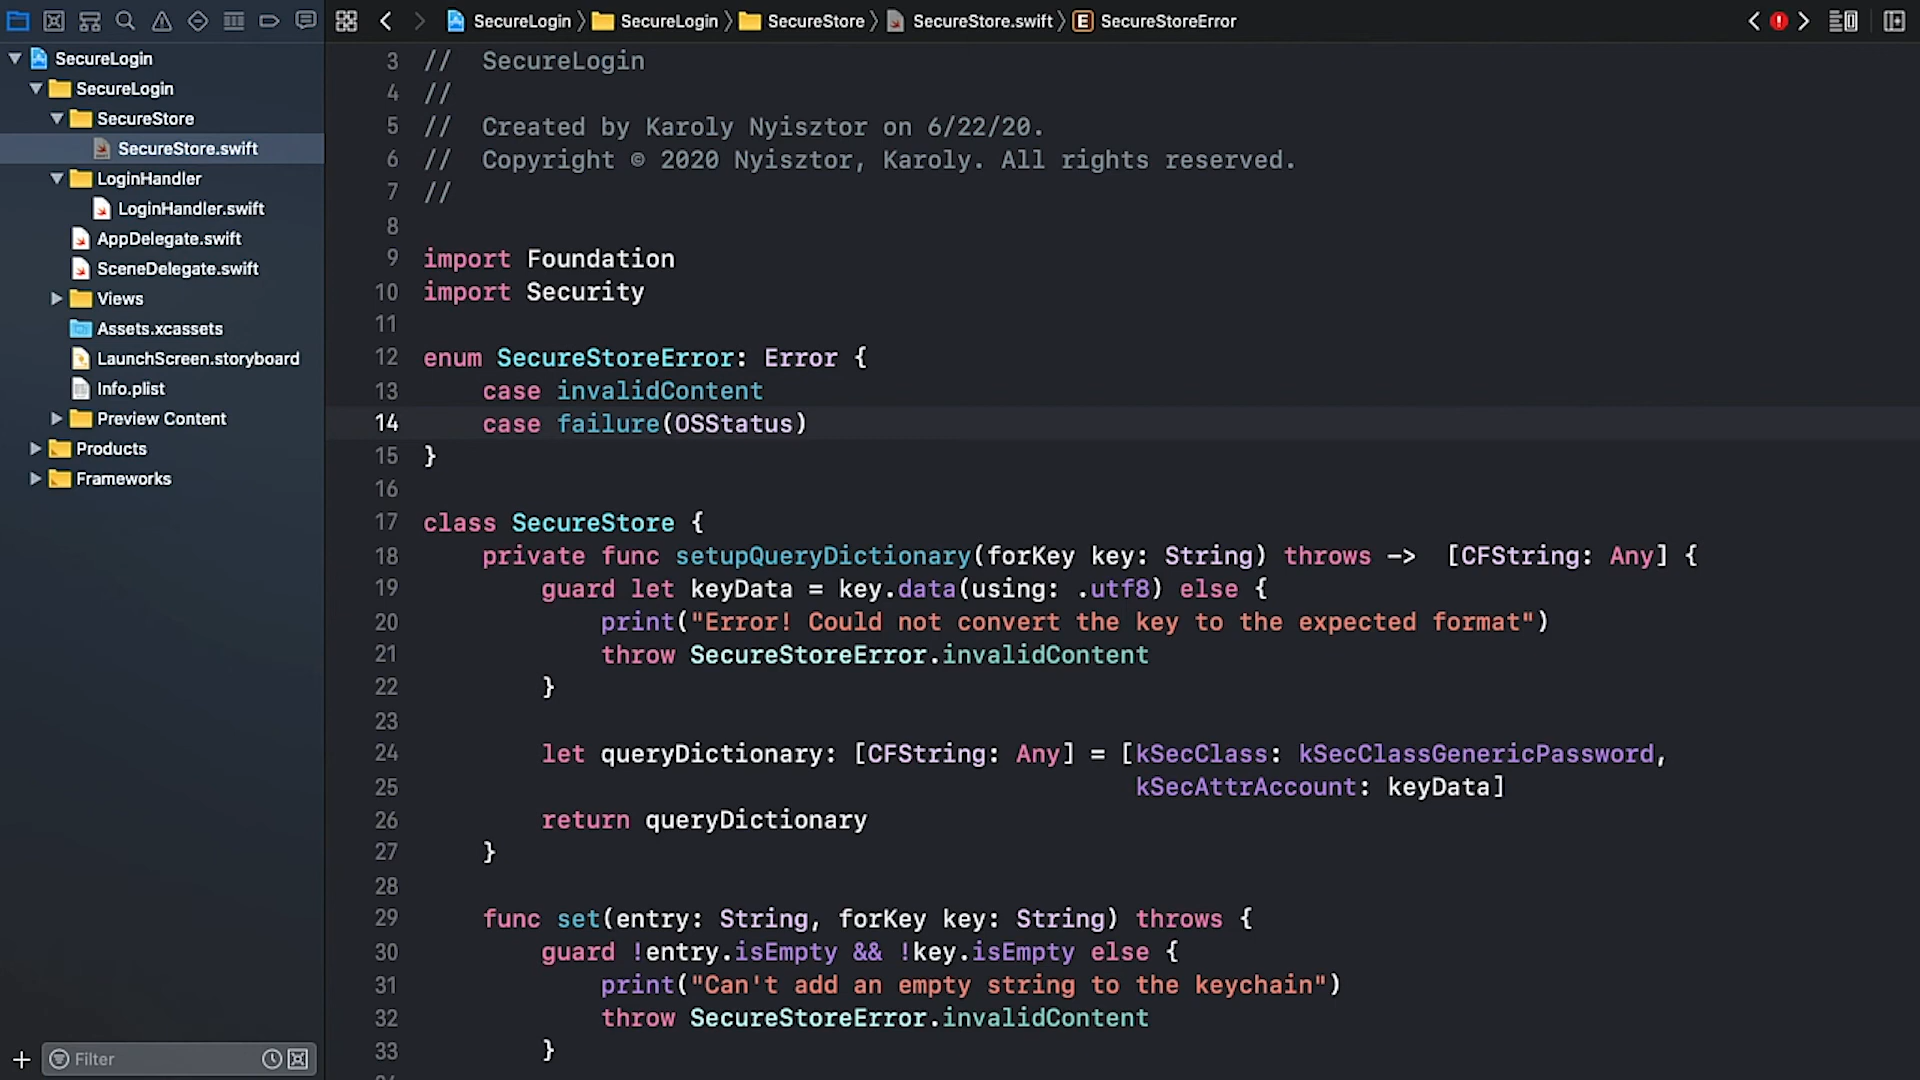 SecureLogin 〉 SecureLogin 〉 SecureStore 〉 SecureStore.swift 〉 E SecureStoreError
SecureLogin
SecureLogin
SecureStore
SecureStore.swift
LoginHandler
LoginHandler.swift
AppDelegate.swift
SceneDelegate.swift
Views
Assets.xcassets
LaunchScreen.storyboard
Info.plist
Preview Content
Products
Frameworks
Filter
3 //  SecureLogin
4 //
5 //  Created by Karoly Nyisztor on 6/22/20.
6 //  Copyright © 2020 Nyisztor, Karoly. All rights reserved.
7 //
8
9 import Foundation
10 import Security
11
12 enum SecureStoreError: Error {
13     case invalidContent
14     case failure(OSStatus)
15 }
16
17 class SecureStore {
18     private func setupQueryDictionary(forKey key: String) throws ->  [CFString: Any] {
19         guard let keyData = key.data(using: .utf8) else {
20             print("Error! Could not convert the key to the expected format")
21             throw SecureStoreError.invalidContent
22         }
23
24         let queryDictionary: [CFString: Any] = [kSecClass: kSecClassGenericPassword,
25                                                 kSecAttrAccount: keyData]
26         return queryDictionary
27     }
28
29     func set(entry: String, forKey key: String) throws {
30         guard !entry.isEmpty && !key.isEmpty else {
31             print("Can't add an empty string to the keychain")
32             throw SecureStoreError.invalidContent
33         }